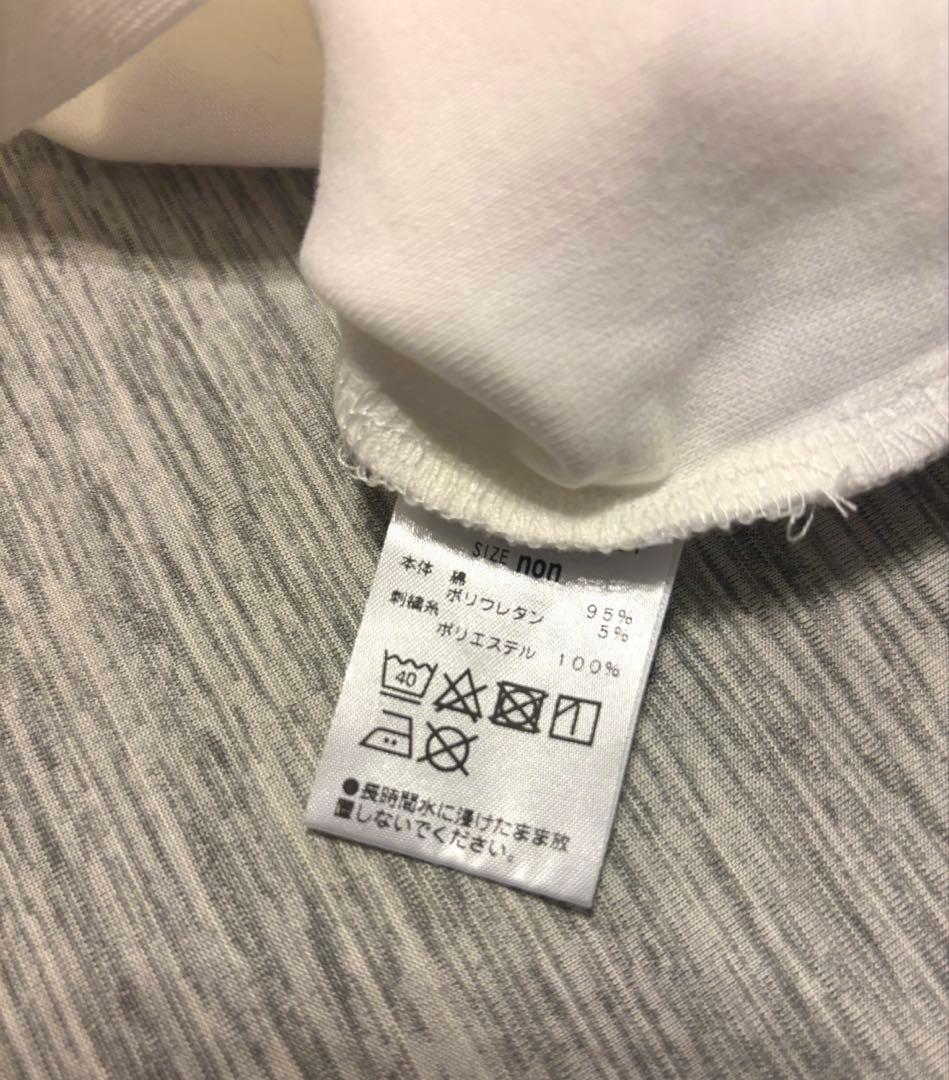 SIZE non
本体 綿 95%
ポリウレタン 5%
刺繍糸
ポリエステル 100%
40
●長時間水に浸けたまま放
置しないでください。